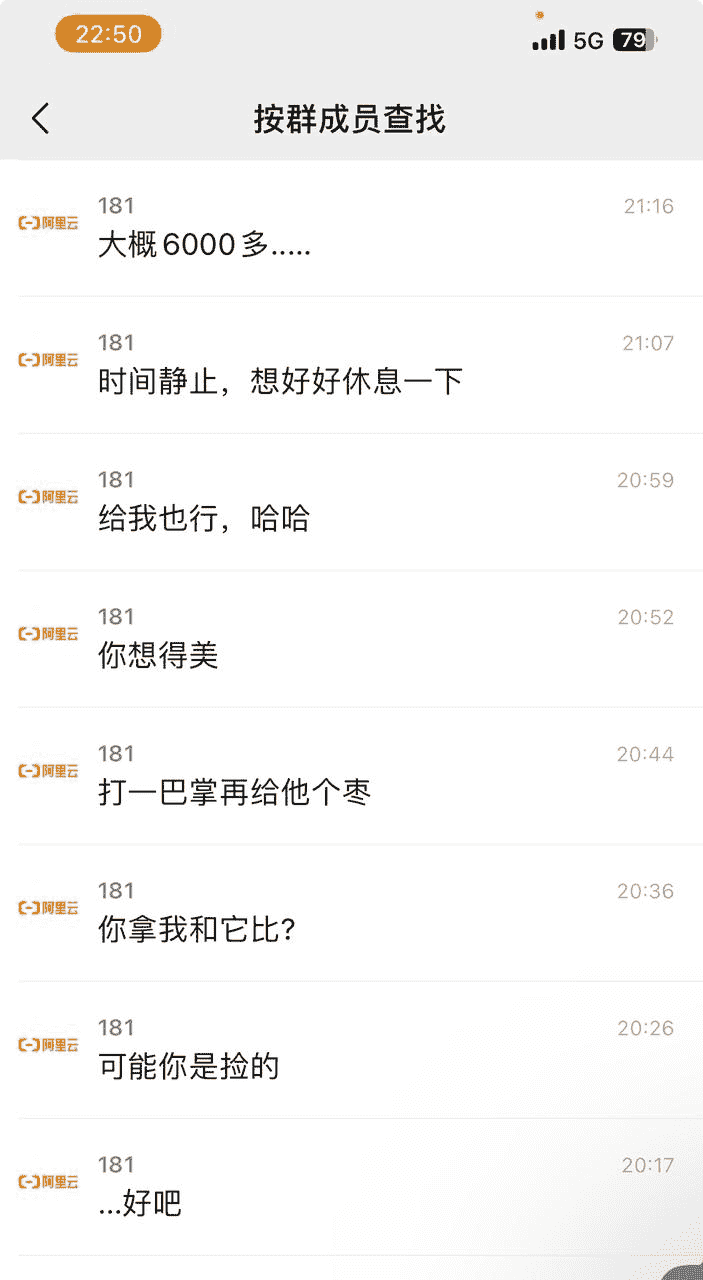 22:50
5G 79
按群成员查找
181 21:16
阿里云
大概6000多.....
181 21:07
阿里云
时间静止，想好好休息一下
181 20:59
阿里云
给我也行，哈哈
181 20:52
阿里云
你想得美
181 20:44
阿里云
打一巴掌再给他个枣
181 20:36
阿里云
你拿我和它比?
181 20:26
阿里云
可能你是捡的
181 20:17
阿里云
...好吧